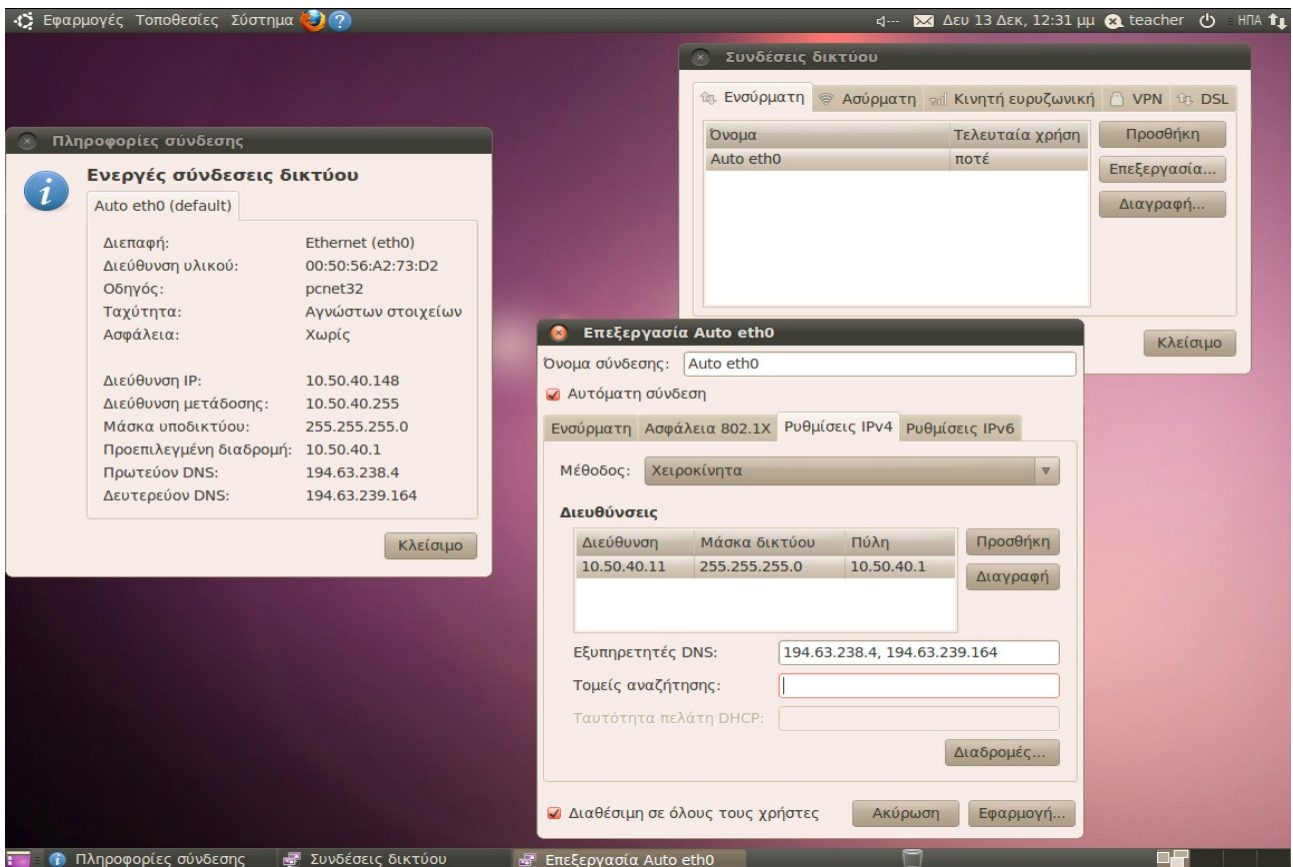 Εφαρμογές Τοποθεσίες Σύστημα Δευ 13 Δεκ, 12:31 μμ teacher ΗΠΑ
Συνδέσεις δικτύου
Ενσύρματη Ασύρματη Κινητή ευρυζωνική VPN DSL
Όνομα Τελευταία χρήση
Auto eth0 ποτέ
Προσθήκη
Επεξεργασία...
Διαγραφή...
Κλείσιμο
Πληροφορίες σύνδεσης
Ενεργές σύνδεσεις δικτύου
Auto eth0 (default)
Διεπαφή: Ethernet (eth0)
Διεύθυνση υλικού: 00:50:56:A2:73:D2
Οδηγός: pcnet32
Ταχύτητα: Αγνώστων στοιχείων
Ασφάλεια: Χωρίς
Διεύθυνση IP: 10.50.40.148
Διεύθυνση μετάδοσης: 10.50.40.255
Μάσκα υποδικτύου: 255.255.255.0
Προεπιλεγμένη διαδρομή: 10.50.40.1
Πρωτεύον DNS: 194.63.238.4
Δευτερεύον DNS: 194.63.239.164
Κλείσιμο
Επεξεργασία Auto eth0
Όνομα σύνδεσης: Auto eth0
Αυτόματη σύνδεση
Ενσύρματη Ασφάλεια 802.1X Ρυθμίσεις IPv4 Ρυθμίσεις IPv6
Μέθοδος: Χειροκίνητα
Διευθύνσεις
Διεύθυνση Μάσκα δικτύου Πύλη
10.50.40.11 255.255.255.0 10.50.40.1
Προσθήκη
Διαγραφή
Εξυπηρετητές DNS: 194.63.238.4, 194.63.239.164
Τομείς αναζήτησης:
Ταυτότητα πελάτη DHCP:
Διαδρομές...
Διαθέσιμη σε όλους τους χρήστες Ακύρωση Εφαρμογή...
Πληροφορίες σύνδεσης Συνδέσεις δικτύου Επεξεργασία Auto eth0